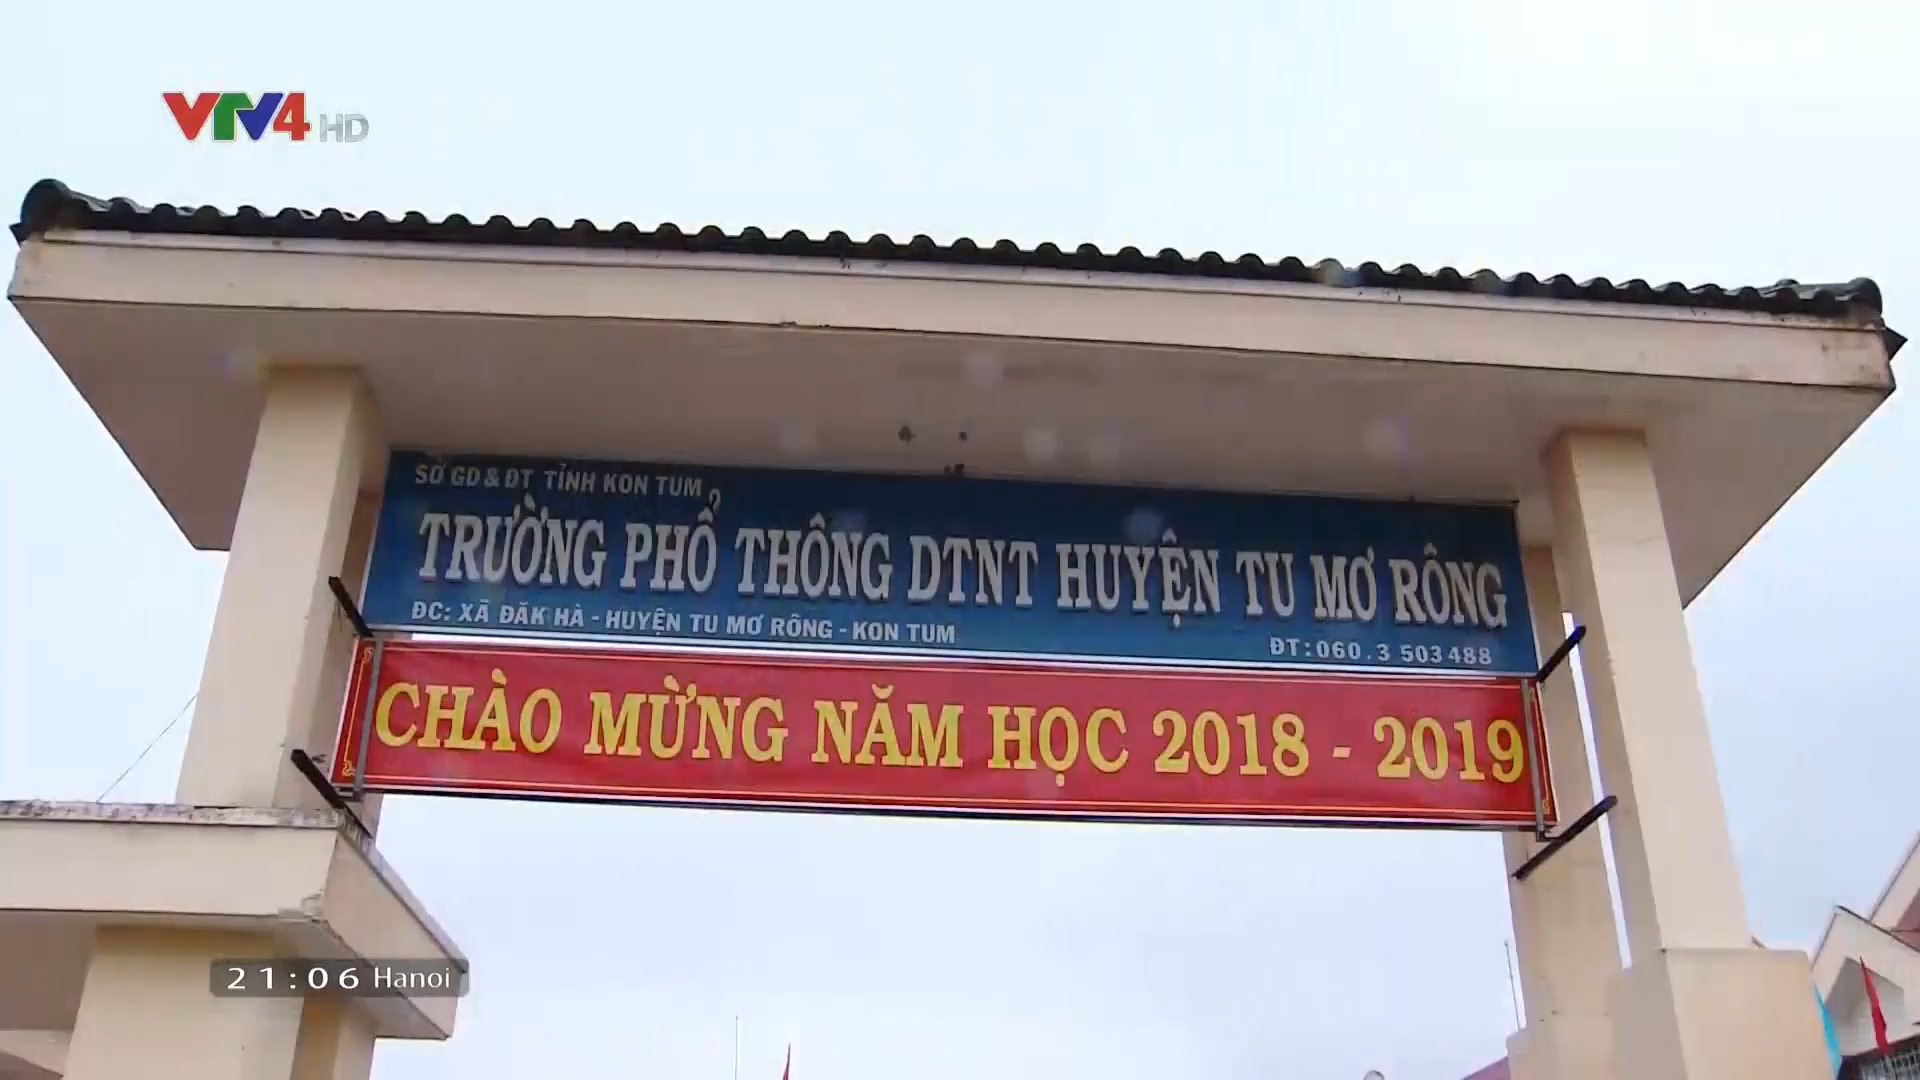 VTV4 HD
SỞ GD & ĐT TỈNH KON TUM
TRƯỜNG PHỔ THÔNG DTNT HUYỆN TU MƠ RÔNG
ĐC: XÃ ĐĂK HÀ - HUYỆN TU MƠ RÔNG - KON TUM
ĐT: 060.3 503488
CHÀO MỪNG NĂM HỌC 2018 - 2019
21:06 Hanoi